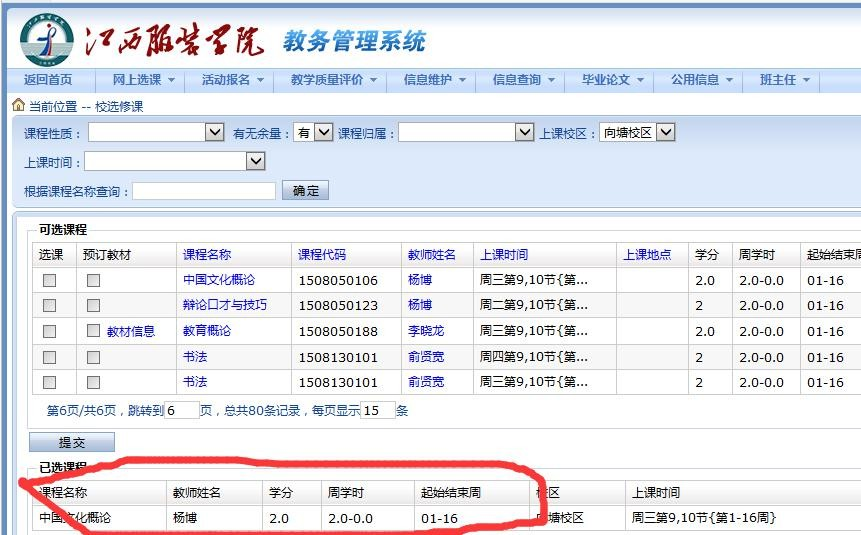 江西服装学院 教务管理系统
返回首页 网上选课 活动报名 教学质量评价 信息维护 信息查询 毕业论文 公用信息 班主任
当前位置 -- 校选修课
课程性质: 有无余量: 有 课程归属: 上课校区: 向塘校区
上课时间:
根据课程名称查询: 确定
可选课程
选课 预订教材 课程名称 课程代码 教师姓名 上课时间 上课地点 学分 周学时 起始结束周
中国文化概论 1508050106 杨博 周三第9,10节{第... 2.0 2.0-0.0 01-16
辩论口才与技巧 1508050123 杨博 周二第9,10节{第... 2 2.0-0.0 01-16
教材信息 教育概论 1508050188 李晓龙 周三第9,10节{第... 2.0 2.0-0.0 01-16
书法 1508130101 俞贤宽 周四第9,10节{第... 2 2.0-0.0 01-16
书法 1508130101 俞贤宽 周三第9,10节{第... 2 2.0-0.0 01-16
第6页/共6页，跳转到 6 页，总共80条记录，每页显示 15 条
提交
已选课程
课程名称 教师姓名 学分 周学时 起始结束周 校区 上课时间
中国文化概论 杨博 2.0 2.0-0.0 01-16 向塘校区 周三第9,10节{第1-16周}